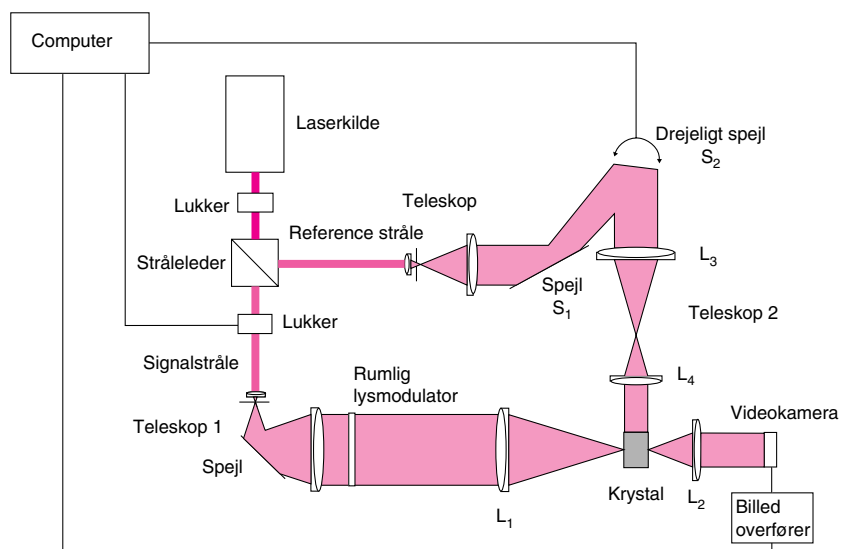 Computer
Laserkilde
Drejeligt spejl
S2
Lukker
Teleskop
Reference stråle
Stråleleder
L3
Spejl
S1
Lukker
Teleskop 2
Signalstråle
Rumlig
lysmodulator
L4
Teleskop 1
Videokamera
Spejl
Krystal
L2
L1
Billed
overfører